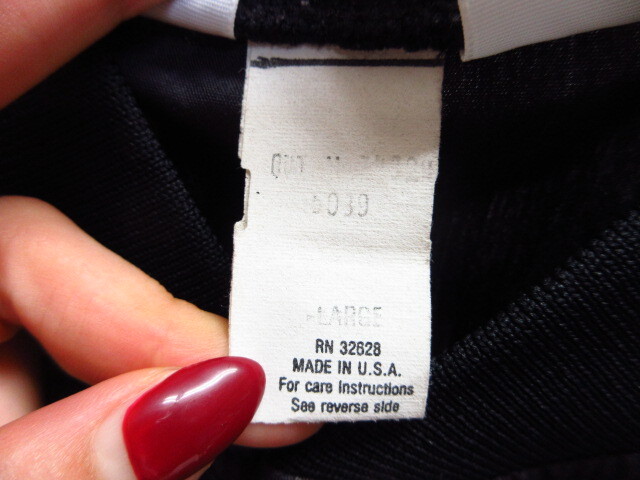 LARGE
RN 32628
MADE IN U.S.A.
For care Instructions
See reverse side